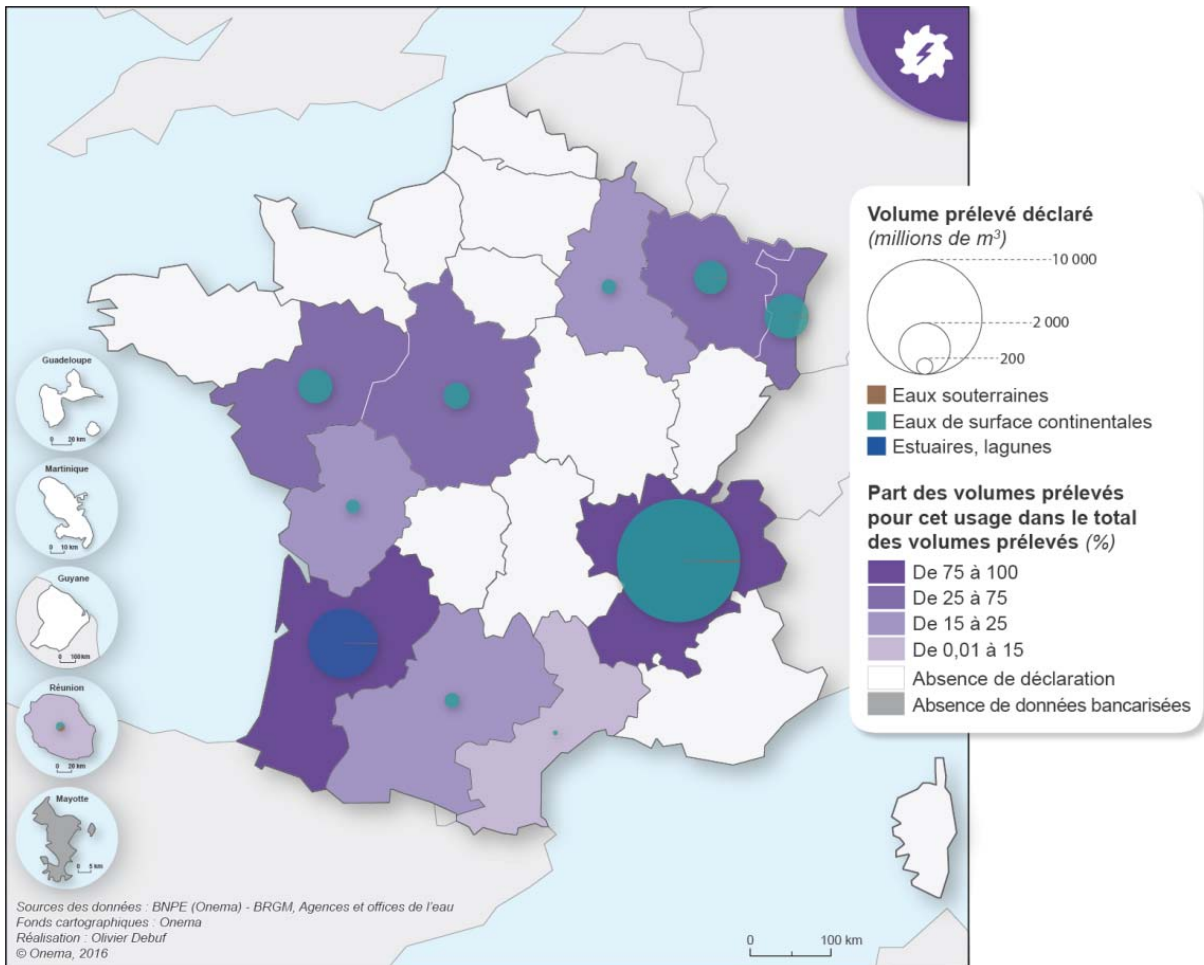 Volume prélevé déclaré
(millions de m³)
10 000
2 000
200
Eaux souterraines
Eaux de surface continentales
Estuaires, lagunes
Part des volumes prélevés
pour cet usage dans le total
des volumes prélevés (%)
De 75 à 100
De 25 à 75
De 15 à 25
De 0,01 à 15
Absence de déclaration
Absence de données bancarisées
Guadeloupe
0 20 km
Martinique
0 10 km
Guyane
0 100 km
Réunion
0 20 km
Mayotte
0 5 km
Sources des données : BNPE (Onema) - BRGM, Agences et offices de l'eau
Fonds cartographiques : Onema
Réalisation : Olivier Debuf
© Onema, 2016
0 100 km